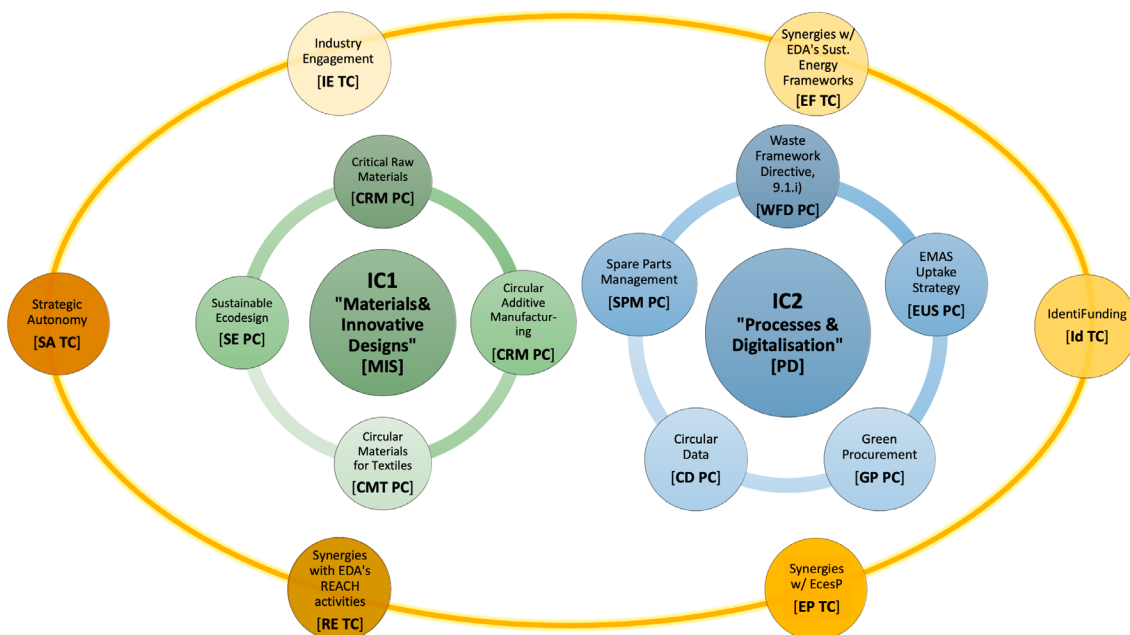 Industry
Engagement
[IE TC]
Synergies w/
EDA's Sust.
Energy
Frameworks
[EF TC]
Critical Raw
Materials
[CRM PC]
Waste
Framework
Directive,
9.1.i)
[WFD PC]
Strategic
Autonomy
[SA TC]
Sustainable
Ecodesign
[SE PC]
IC1
"Materials&
Innovative
Designs"
[MIS]
Circular
Additive
Manufactur-
ing
[CRM PC]
Spare Parts
Management
[SPM PC]
IC2
"Processes &
Digitalisation"
[PD]
EMAS
Uptake
Strategy
[EUS PC]
IdentiFunding
[Id TC]
Circular
Materials
for Textiles
[CMT PC]
Circular
Data
[CD PC]
Green
Procurement
[GP PC]
Synergies
with EDA's
REACH
activities
[RE TC]
Synergies
w/ EcesP
[EP TC]